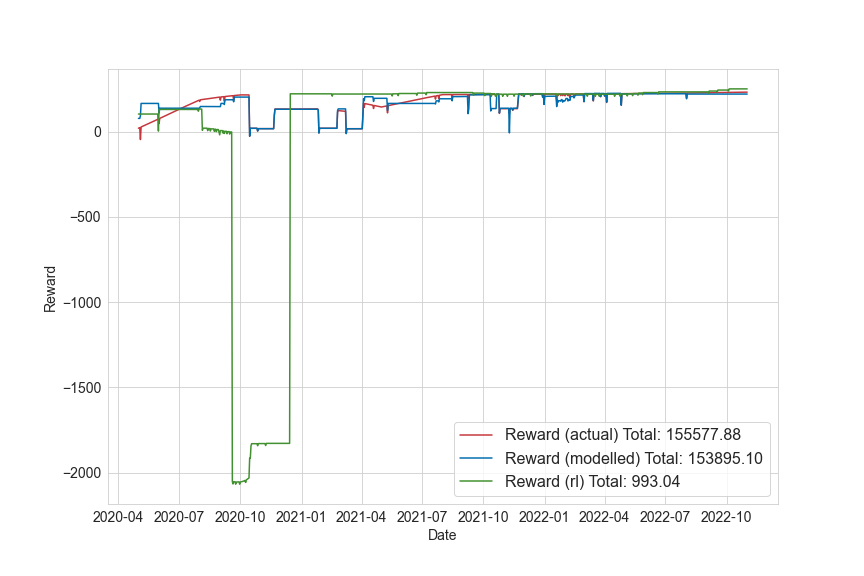 0
−500
−1000
−1500
−2000
Reward
Reward (actual) Total: 155577.88
Reward (modelled) Total: 153895.10
Reward (rl) Total: 993.04
2020-04 2020-07 2020-10 2021-01 2021-04 2021-07 2021-10 2022-01 2022-04 2022-07 2022-10
Date